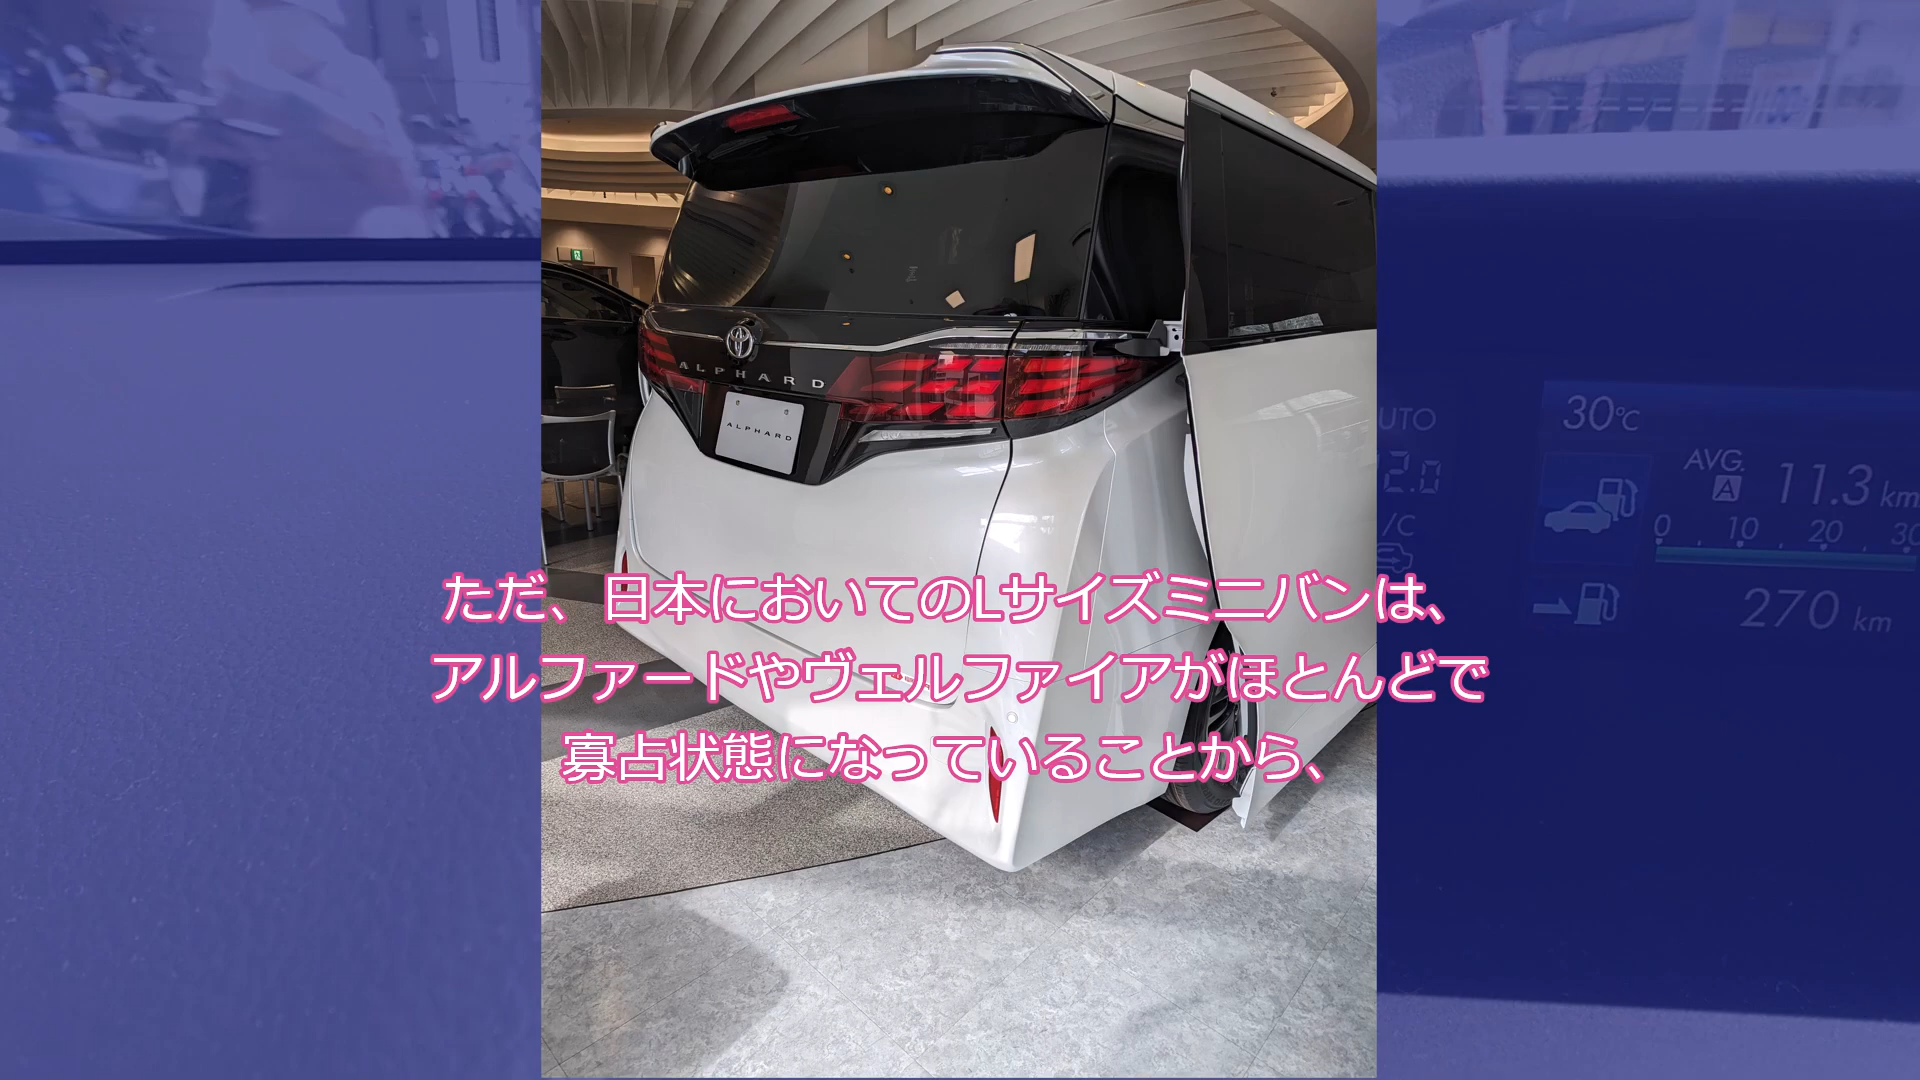 ALPHARD
ALPHARD
AUTO
30℃
2.0
/C
AVG.
A
11.3 km
0 10 20 30
270 km
ただ、日本においてのLサイズミニバンは、
アルファードやヴェルファイアがほとんどで
寡占状態になっていることから、